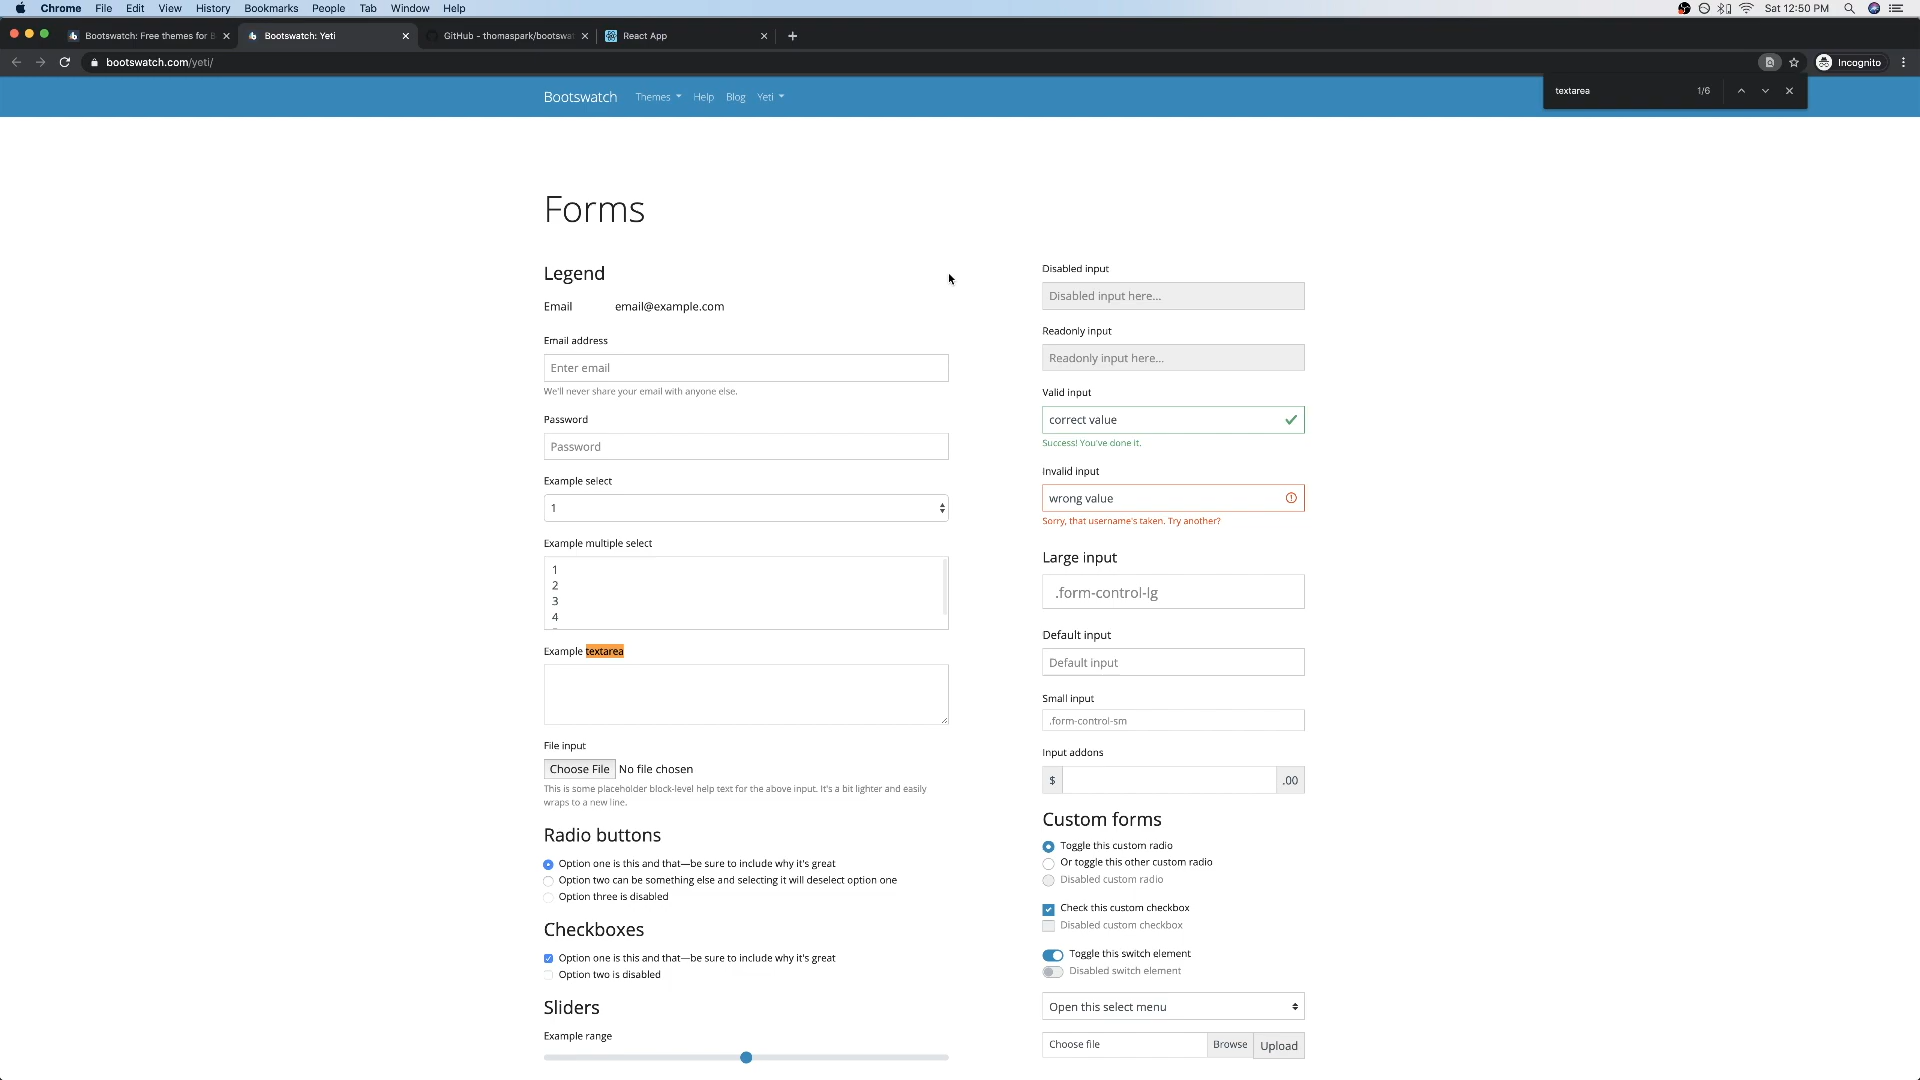 Chrome File Edit View History Bookmarks People Tab Window Help Sat 12:50 PM
Bootswatch: Free themes for B Bootswatch: Yeti GitHub - thomaspark/bootswat React App
bootswatch.com/yeti/ Incognito
Bootswatch Themes Help Blog Yeti
textarea 1/6
Forms
Legend
Email email@example.com
Email address
Enter email
We'll never share your email with anyone else.
Password
Password
Example select
1
Example multiple select
1
2
3
4
Example textarea
File input
Choose File No file chosen
This is some placeholder block-level help text for the above input. It's a bit lighter and easily
wraps to a new line.
Radio buttons
Option one is this and that—be sure to include why it's great
Option two can be something else and selecting it will deselect option one
Option three is disabled
Checkboxes
Option one is this and that—be sure to include why it's great
Option two is disabled
Sliders
Example range
Disabled input
Disabled input here...
Readonly input
Readonly input here...
Valid input
correct value
Success! You've done it.
Invalid input
wrong value
Sorry, that username's taken. Try another?
Large input
.form-control-lg
Default input
Default input
Small input
.form-control-sm
Input addons
$ .00
Custom forms
Toggle this custom radio
Or toggle this other custom radio
Disabled custom radio
Check this custom checkbox
Disabled custom checkbox
Toggle this switch element
Disabled switch element
Open this select menu
Choose file Browse Upload